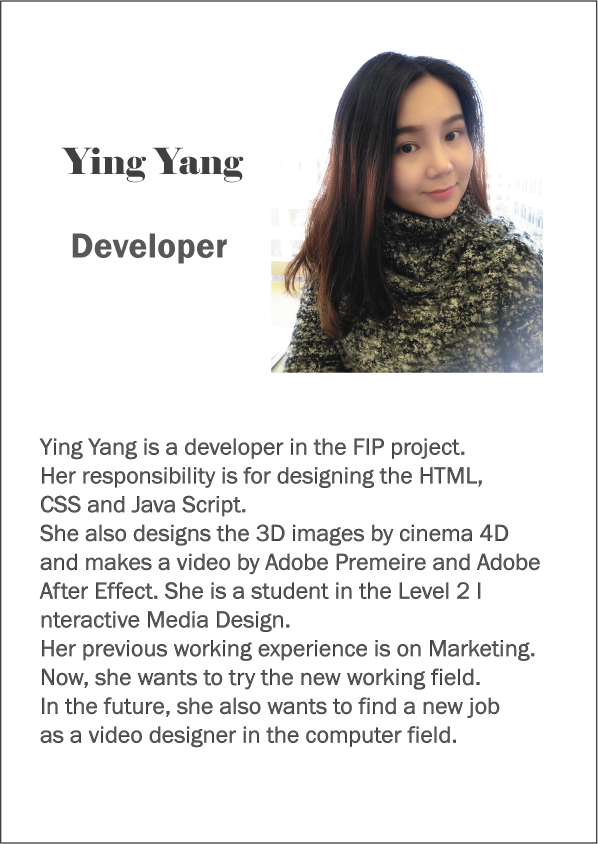 Ying Yang
Developer
Ying Yang is a developer in the FIP project.
Her responsibility is for designing the HTML,
CSS and Java Script.
She also designs the 3D images by cinema 4D
and makes a video by Adobe Premeire and Adobe
After Effect. She is a student in the Level 2 I
nteractive Media Design.
Her previous working experience is on Marketing.
Now, she wants to try the new working field.
In the future, she also wants to find a new job
as a video designer in the computer field.